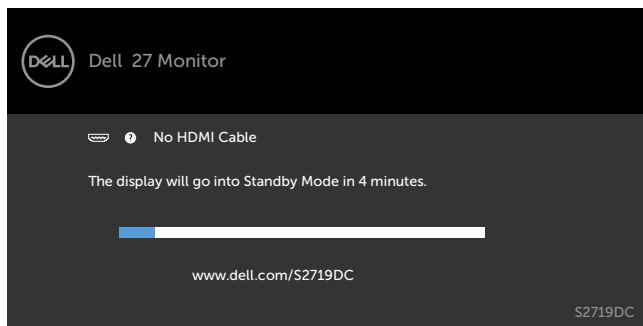 DELL
Dell 27 Monitor
? No HDMI Cable
The display will go into Standby Mode in 4 minutes.
www.dell.com/S2719DC
S2719DC